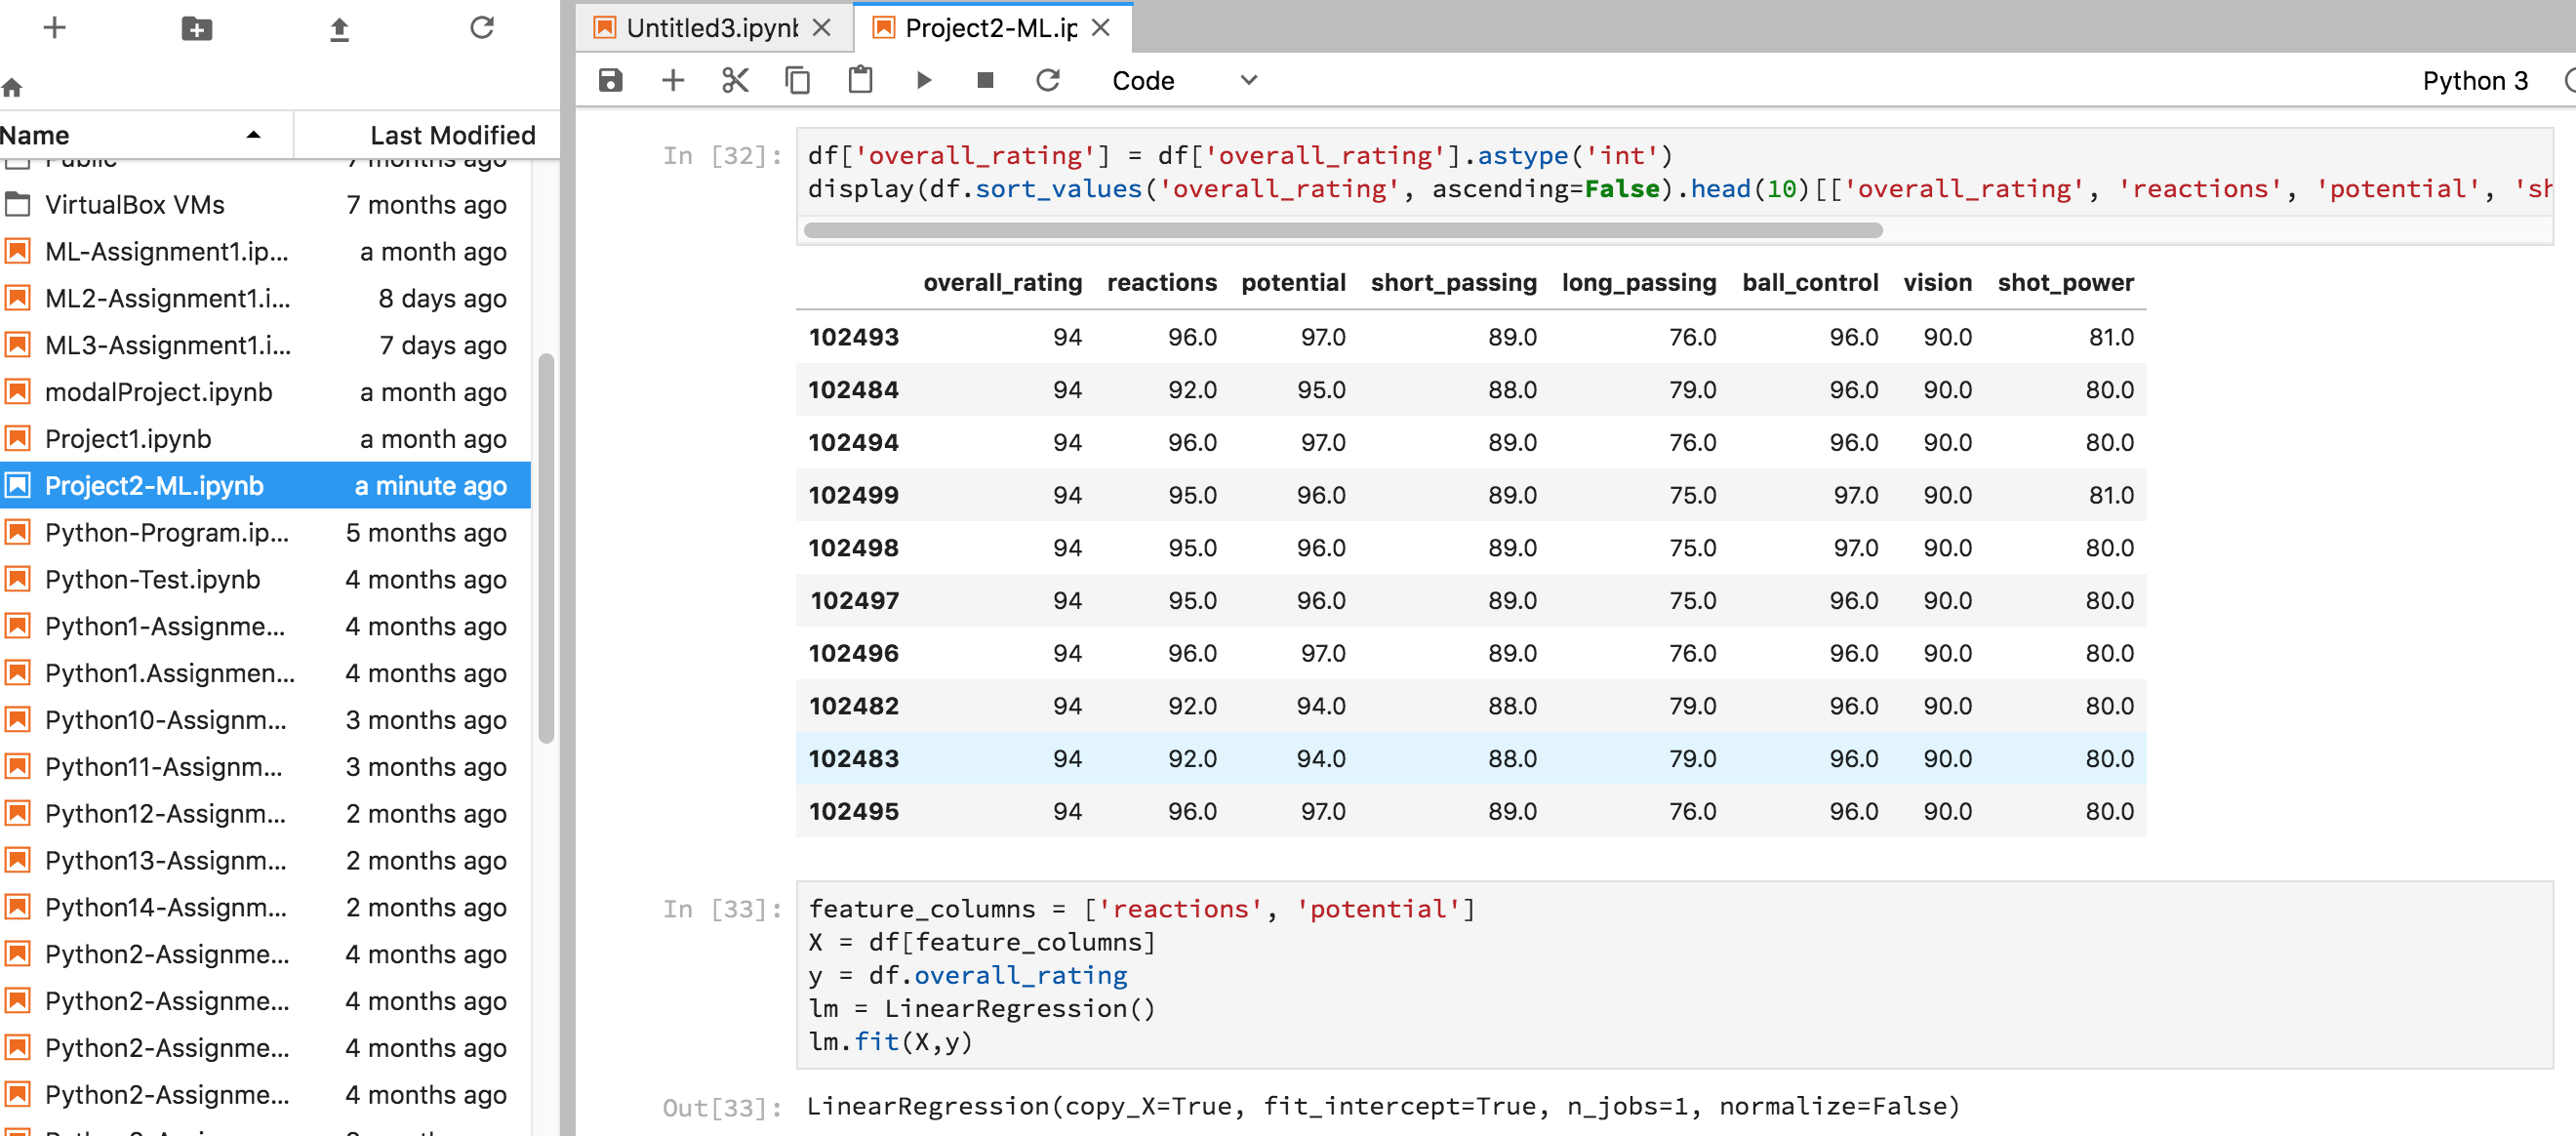 Untitled3.ipynb
Project2-ML.ip
Code
Python 3
Name Last Modified
Public 7 months ago
VirtualBox VMs 7 months ago
ML-Assignment1.ip... a month ago
ML2-Assignment1.i... 8 days ago
ML3-Assignment1.i... 7 days ago
modalProject.ipynb a month ago
Project1.ipynb a month ago
Project2-ML.ipynb a minute ago
Python-Program.ip... 5 months ago
Python-Test.ipynb 4 months ago
Python1-Assignme... 4 months ago
Python1.Assignmen... 4 months ago
Python10-Assignm... 3 months ago
Python11-Assignm... 3 months ago
Python12-Assignm... 2 months ago
Python13-Assignm... 2 months ago
Python14-Assignm... 2 months ago
Python2-Assignme... 4 months ago
Python2-Assignme... 4 months ago
Python2-Assignme... 4 months ago
Python2-Assignme... 4 months ago
In [32]: df['overall_rating'] = df['overall_rating'].astype('int')
display(df.sort_values('overall_rating', ascending=False).head(10)[['overall_rating', 'reactions', 'potential', 'sh
overall_rating reactions potential short_passing long_passing ball_control vision shot_power
102493 94 96.0 97.0 89.0 76.0 96.0 90.0 81.0
102484 94 92.0 95.0 88.0 79.0 96.0 90.0 80.0
102494 94 96.0 97.0 89.0 76.0 96.0 90.0 80.0
102499 94 95.0 96.0 89.0 75.0 97.0 90.0 81.0
102498 94 95.0 96.0 89.0 75.0 97.0 90.0 80.0
102497 94 95.0 96.0 89.0 75.0 96.0 90.0 80.0
102496 94 96.0 97.0 89.0 76.0 96.0 90.0 80.0
102482 94 92.0 94.0 88.0 79.0 96.0 90.0 80.0
102483 94 92.0 94.0 88.0 79.0 96.0 90.0 80.0
102495 94 96.0 97.0 89.0 76.0 96.0 90.0 80.0
In [33]: feature_columns = ['reactions', 'potential']
X = df[feature_columns]
y = df.overall_rating
lm = LinearRegression()
lm.fit(X,y)
Out[33]: LinearRegression(copy_X=True, fit_intercept=True, n_jobs=1, normalize=False)